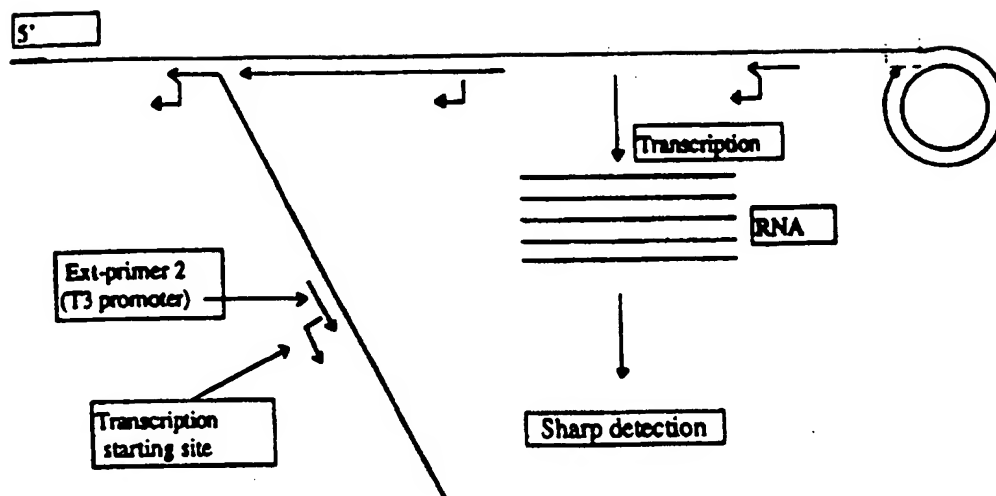 5'
Transcription
RNA
Ext-primer 2
(T3 promoter)
Transcription
starting site
Sharp detection